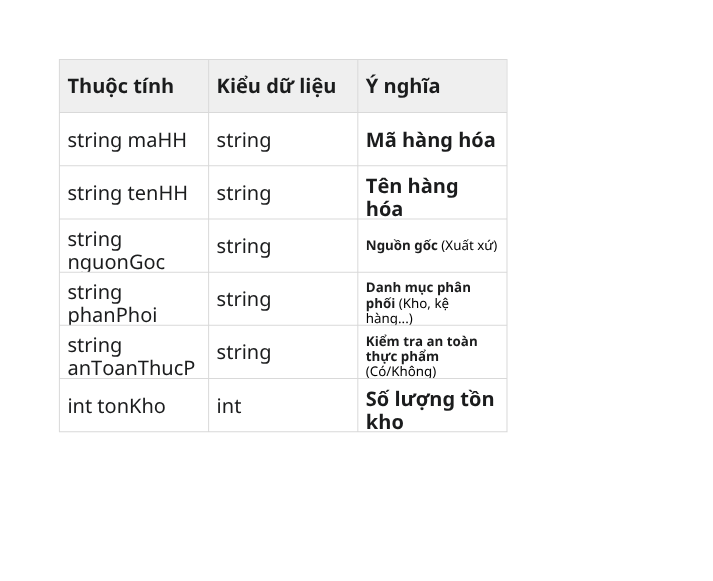 Thuộc tính Kiểu dữ liệu Ý nghĩa
string maHH string Mã hàng hóa
string tenHH string Tên hàng
hóa
string
nguonGoc string Nguồn gốc (Xuất xứ)
string
phanPhoi string Danh mục phân
phối (Kho, kệ
hàng...)
string
anToanThucP string Kiểm tra an toàn
thực phẩm
(Có/Không)
int tonKho int Số lượng tồn
kho